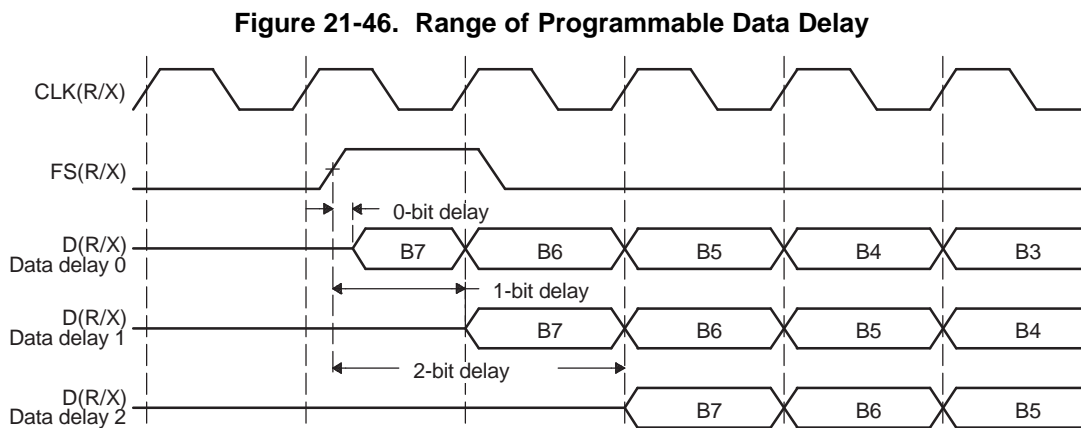 Figure 21-46. Range of Programmable Data Delay
CLK(R/X)
FS(R/X)
0-bit delay
D(R/X)
Data delay 0
B7 B6 B5 B4 B3
1-bit delay
D(R/X)
Data delay 1
B7 B6 B5 B4
2-bit delay
D(R/X)
Data delay 2
B7 B6 B5